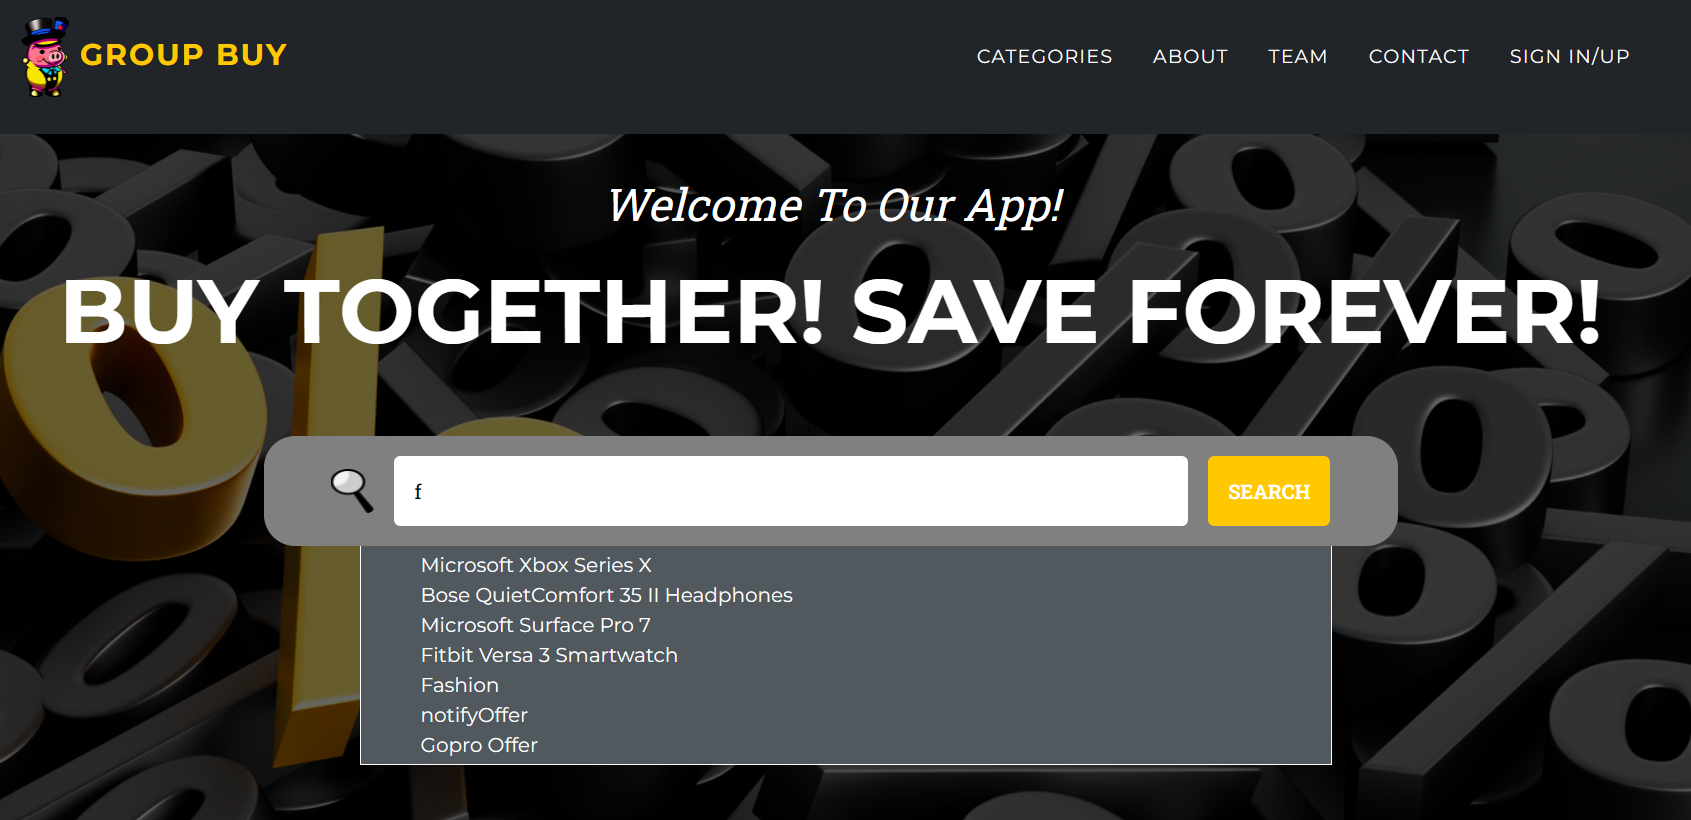 GROUP BUY
CATEGORIES ABOUT TEAM CONTACT SIGN IN/UP
Welcome To Our App!
BUY TOGETHER! SAVE FOREVER!
f
SEARCH
Microsoft Xbox Series X
Bose QuietComfort 35 II Headphones
Microsoft Surface Pro 7
Fitbit Versa 3 Smartwatch
Fashion
notifyOffer
Gopro Offer